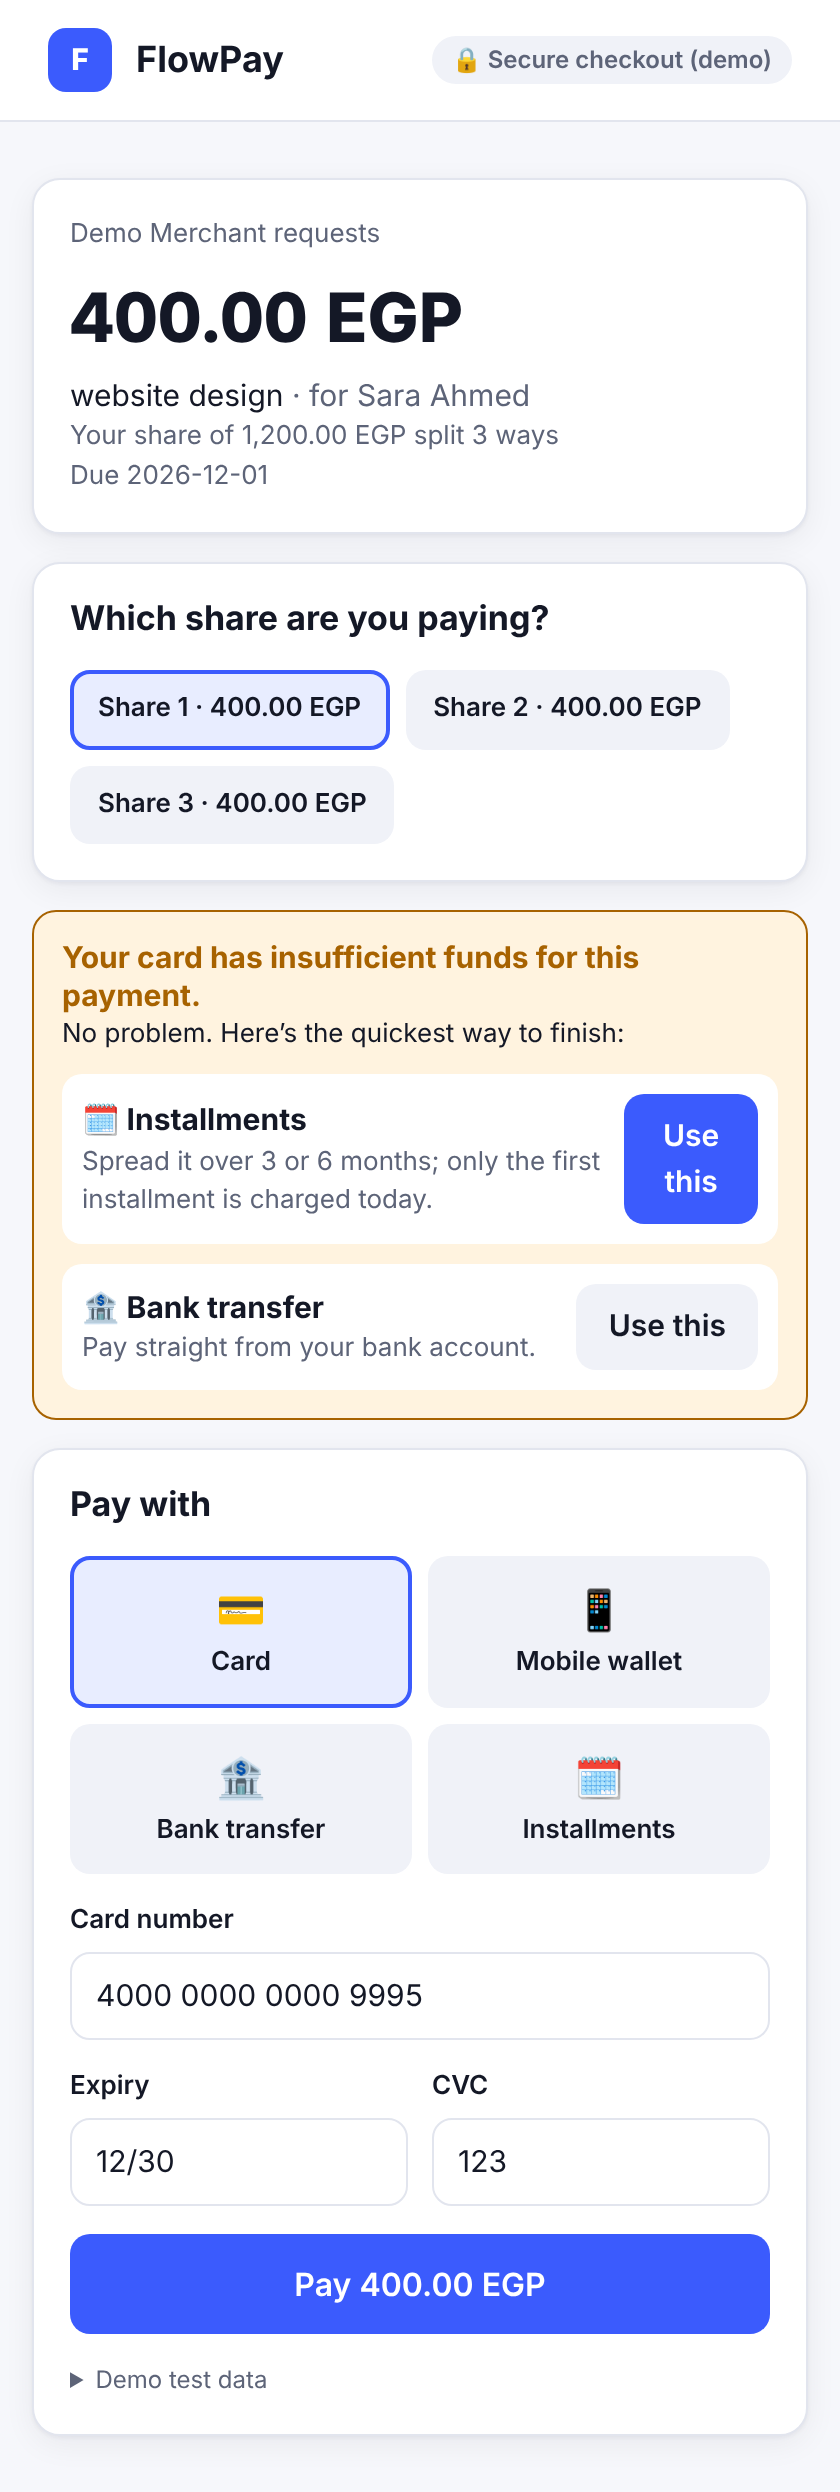 F FlowPay 🔒 Secure checkout (demo)
Demo Merchant requests
400.00 EGP
website design · for Sara Ahmed
Your share of 1,200.00 EGP split 3 ways
Due 2026-12-01
Which share are you paying?
Share 1 · 400.00 EGP
Share 2 · 400.00 EGP
Share 3 · 400.00 EGP
Your card has insufficient funds for this
payment.
No problem. Here’s the quickest way to finish:
🗓️ Installments
Spread it over 3 or 6 months; only the first
installment is charged today.
Use
this
🏦 Bank transfer
Pay straight from your bank account.
Use this
Pay with
💳
Card
📱
Mobile wallet
🏦
Bank transfer
🗓️
Installments
Card number
4000 0000 0000 9995
Expiry
12/30
CVC
123
Pay 400.00 EGP
▶ Demo test data